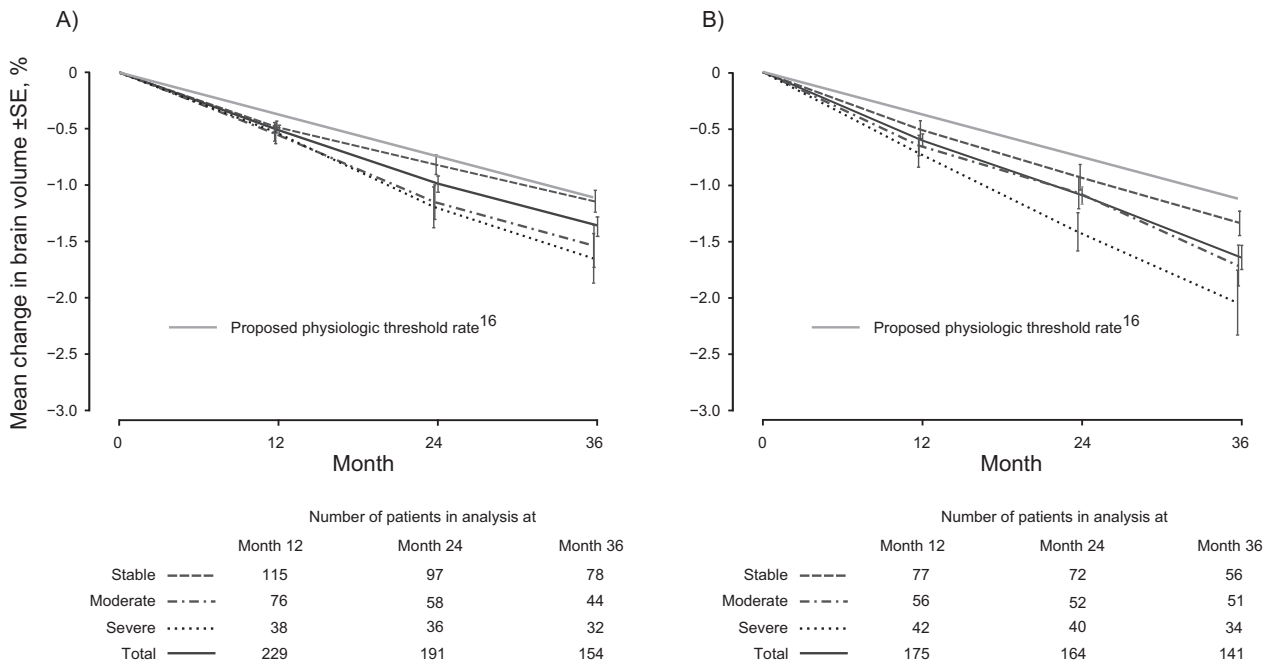 A)
B)
Mean change in brain volume ±SE, %
0
−0.5
−1.0
−1.5
−2.0
−2.5
−3.0
Proposed physiologic threshold rate16
0 12 24 36
Month
0
−0.5
−1.0
−1.5
−2.0
−2.5
−3.0
Proposed physiologic threshold rate16
0 12 24 36
Month
Number of patients in analysis at
Month 12 Month 24 Month 36
Stable 115 97 78
Moderate 76 58 44
Severe 38 36 32
Total 229 191 154
Number of patients in analysis at
Month 12 Month 24 Month 36
Stable 77 72 56
Moderate 56 52 51
Severe 42 40 34
Total 175 164 141